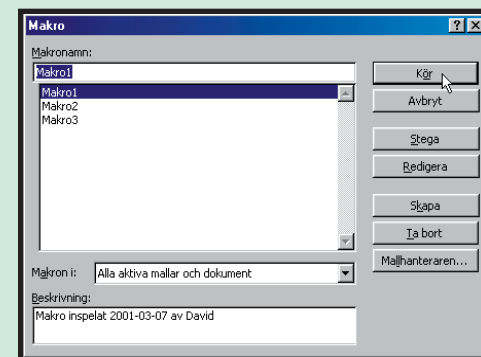 Makro
Makronamn:
Makro1
Makro1
Makro2
Makro3
Kör
Avbryt
Stega
Redigera
Skapa
Ta bort
Mallhanteraren...
Makron i:
Alla aktiva mallar och dokument
Beskrivning:
Makro inspelat 2001-03-07 av David